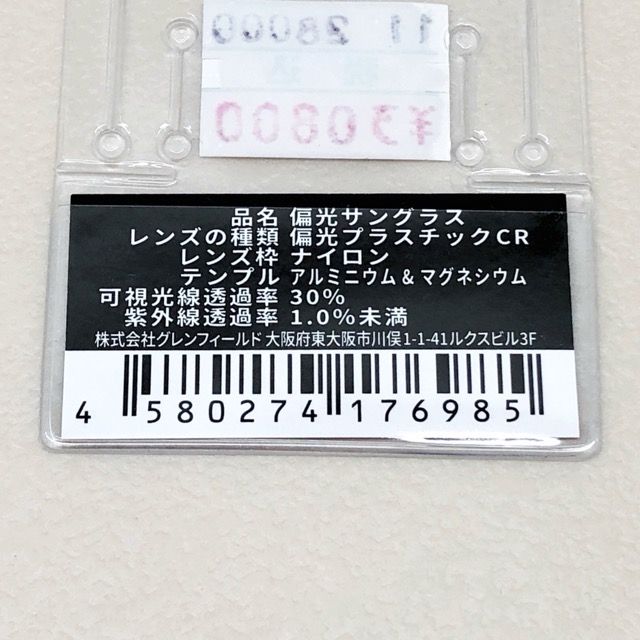 11 28000
¥30800
品名 偏光サングラス
レンズの種類 偏光プラスチックCR
レンズ枠 ナイロン
テンプル アルミニウム & マグネシウム
可視光線透過率 30%
紫外線透過率 1.0%未満
株式会社グレンフィールド 大阪府東大阪市川俣1-1-41ルクスビル3F
4 580274 176985